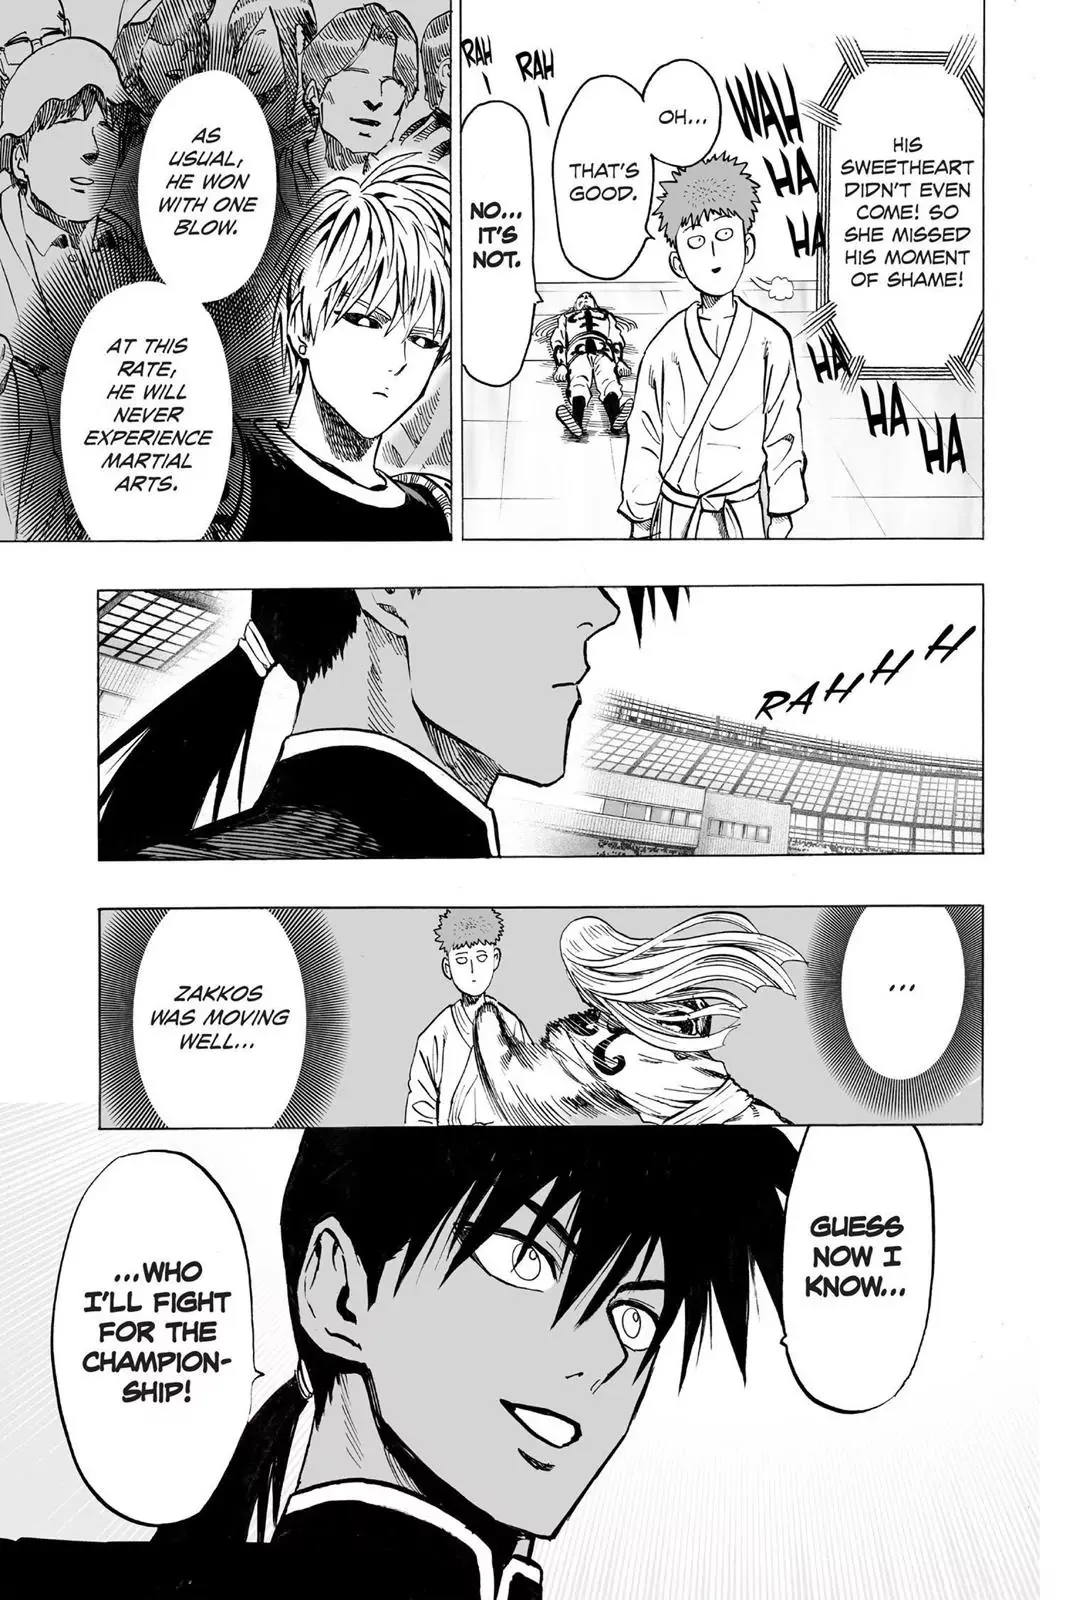 HIS
SWEETHEART
DIDN'T EVEN
COME! SO
SHE MISSED
HIS MOMENT
OF SHAME!
WAH
HA
HA
HA
HA
HA
OH...
THAT'S
GOOD.
RAH
RAH
NO...
IT'S
NOT.
AS
USUAL,
HE WON
WITH ONE
BLOW.
AT THIS
RATE,
HE WILL
NEVER
EXPERIENCE
MARTIAL
ARTS.
RAHHH
...
ZAKKOS
WAS MOVING
WELL...
GUESS
NOW I
KNOW...
...WHO
I'LL FIGHT
FOR THE
CHAMPION-
SHIP!